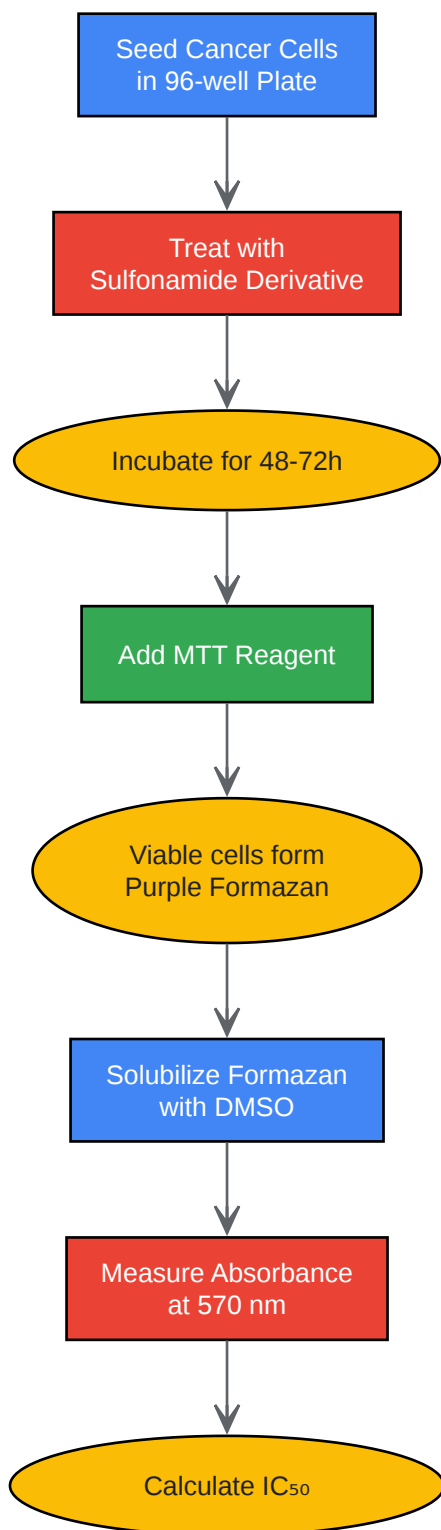 Seed Cancer Cells
in 96-well Plate
Treat with
Sulfonamide Derivative
Incubate for 48-72h
Add MTT Reagent
Viable cells form
Purple Formazan
Solubilize Formazan
with DMSO
Measure Absorbance
at 570 nm
Calculate IC₅₀